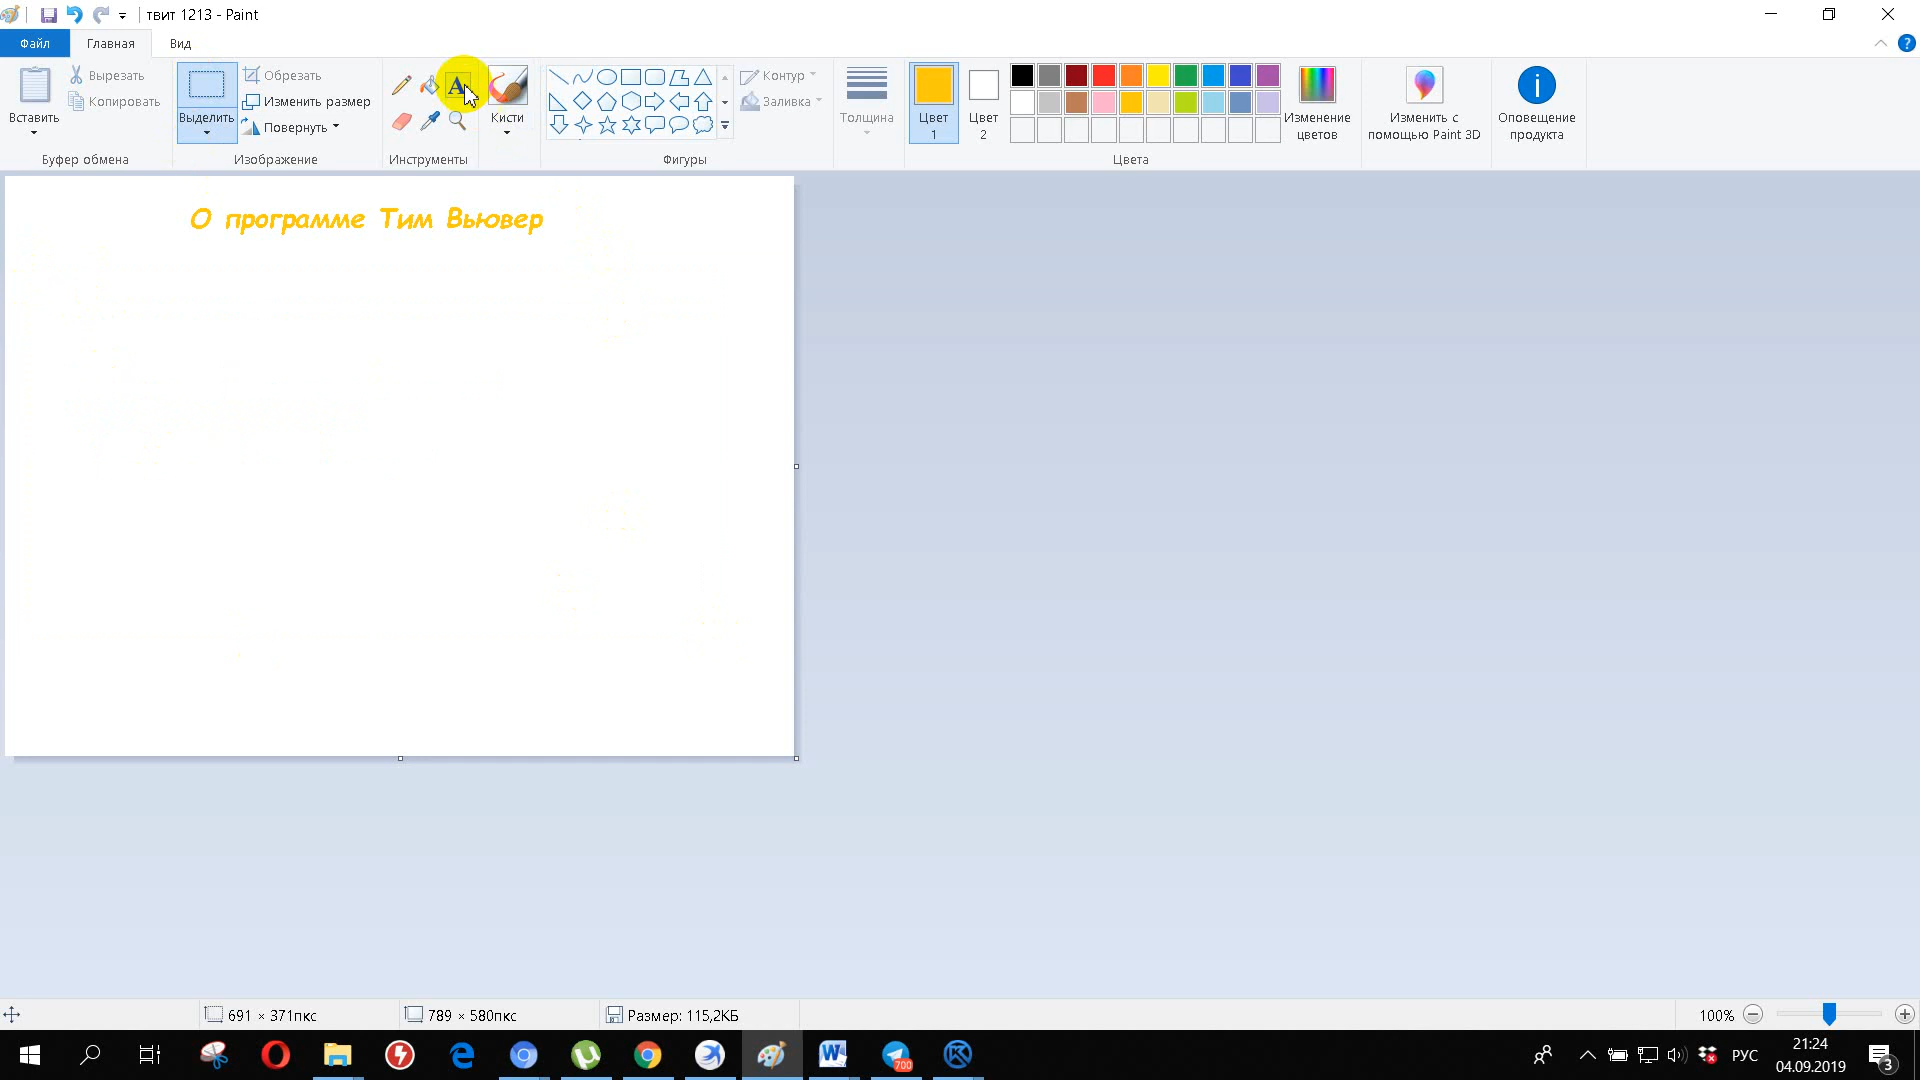 твит 1213 - Paint
Файл
Главная
Вид
Вставить
Вырезать
Копировать
Буфер обмена
Выделить
Обрезать
Изменить размер
Повернуть
Изображение
A
Инструменты
Кисти
Контур
Заливка
Фигуры
Толщина
Цвет
1
Цвет
2
Изменение
цветов
Цвета
Изменить с
помощью Paint 3D
Оповещение
продукта
О программе Тим Вьювер
691 × 371пкс
789 × 580пкс
Размер: 115,2КБ
100%
700
РУС
21:24
04.09.2019
3